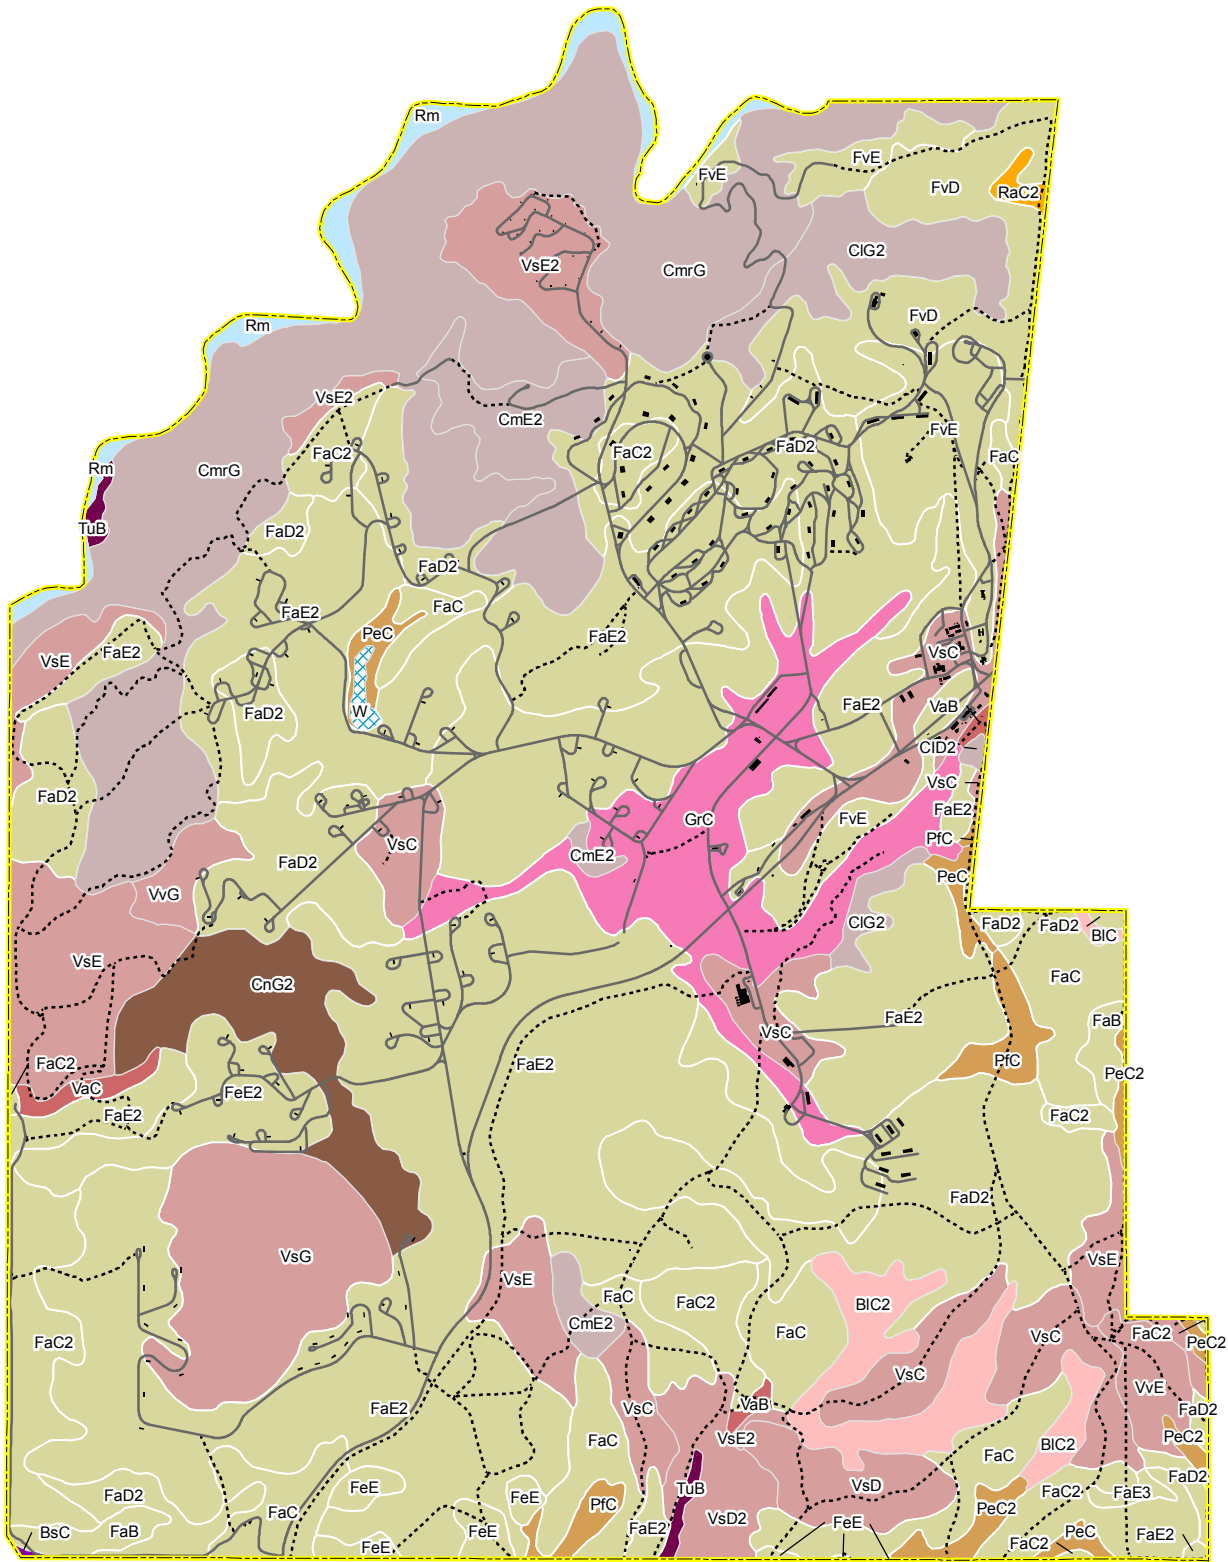 Rm
FvE
FvE
FvD
RaC2
VsE2
CmrG
ClG2
Rm
FvD
VsE2
CmE2
FvE
FaC2
FaC2
FaD2
FaC
Rm
CmrG
TuB
FaD2
FaD2
FaC
FaE2
PeC
FaE2
VsC
FaE2
VsE
W
FaD2
FaE2
VaB
ClD2
VsC
FaD2
FaE2
GrC
FvE
PfC
VsC
CmE2
FaD2
PeC
VvG
ClG2
FaD2
FaD2
BlC
VsE
CnG2
FaC
FaE2
FaB
VsC
FaE2
PfC
FaC2
PeC2
VaC
FeE2
FaE2
FaC2
FaD2
VsG
VsE
VsE
FaC
FaC2
BlC2
CmE2
FaC
VsC
FaC2
PeC2
FaC2
VsC
VvE
FaE2
VsC
VaB
FaD2
FaC
VsE2
BlC2
PeC2
FaC
FaD2
VsD
FeE
TuB
FaC2
FaE3
FaD2
FeE
PfC
PeC2
FaC
VsD2
FeE
FaB
BsC
FeE
FaE2
PeC
FaE2
FeE
FaC2